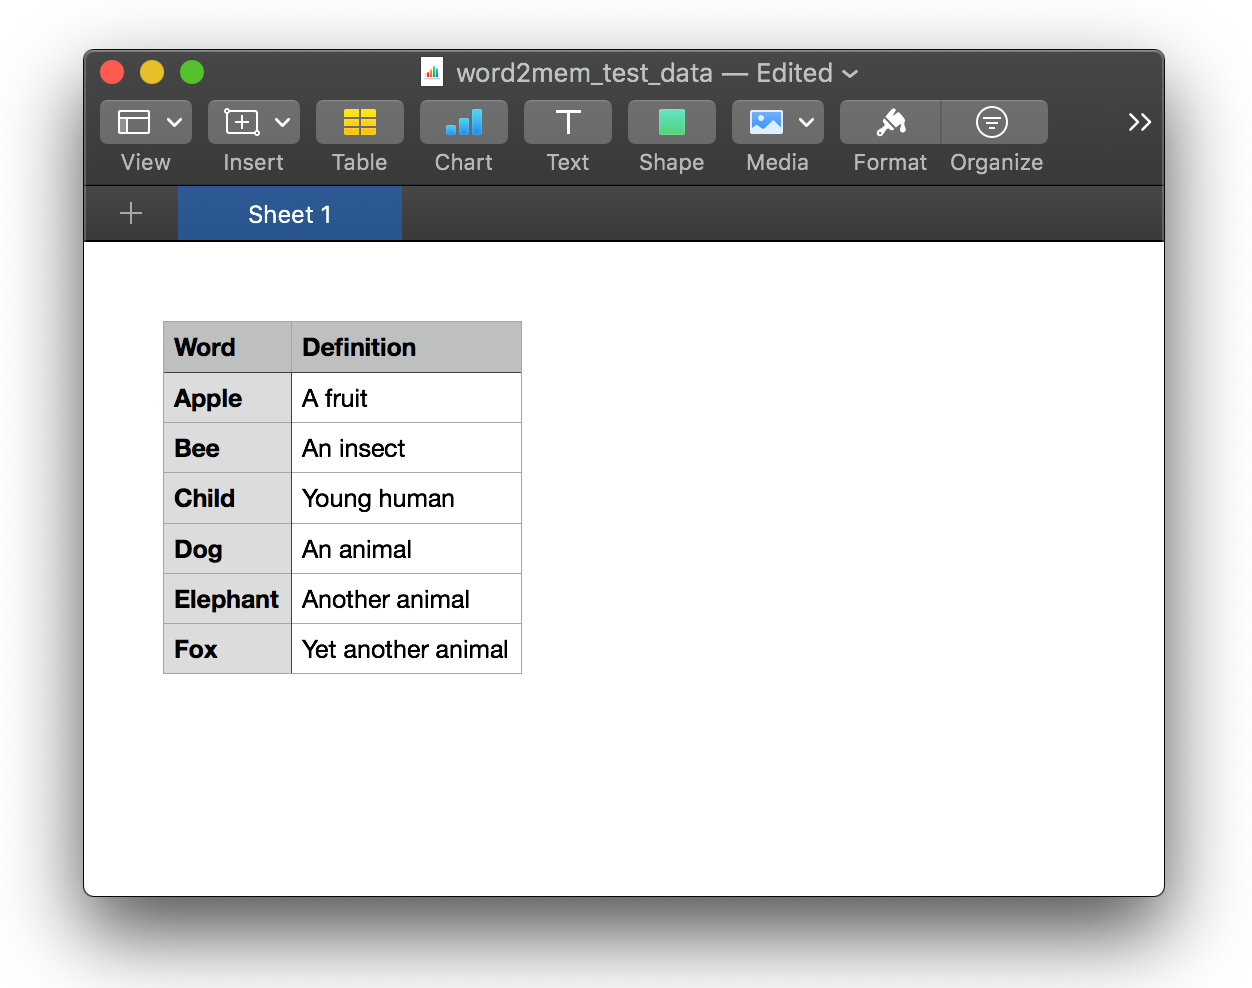 word2mem_test_data — Edited
View Insert Table Chart Text Shape Media Format Organize
Sheet 1
Word Definition
Apple A fruit
Bee An insect
Child Young human
Dog An animal
Elephant Another animal
Fox Yet another animal